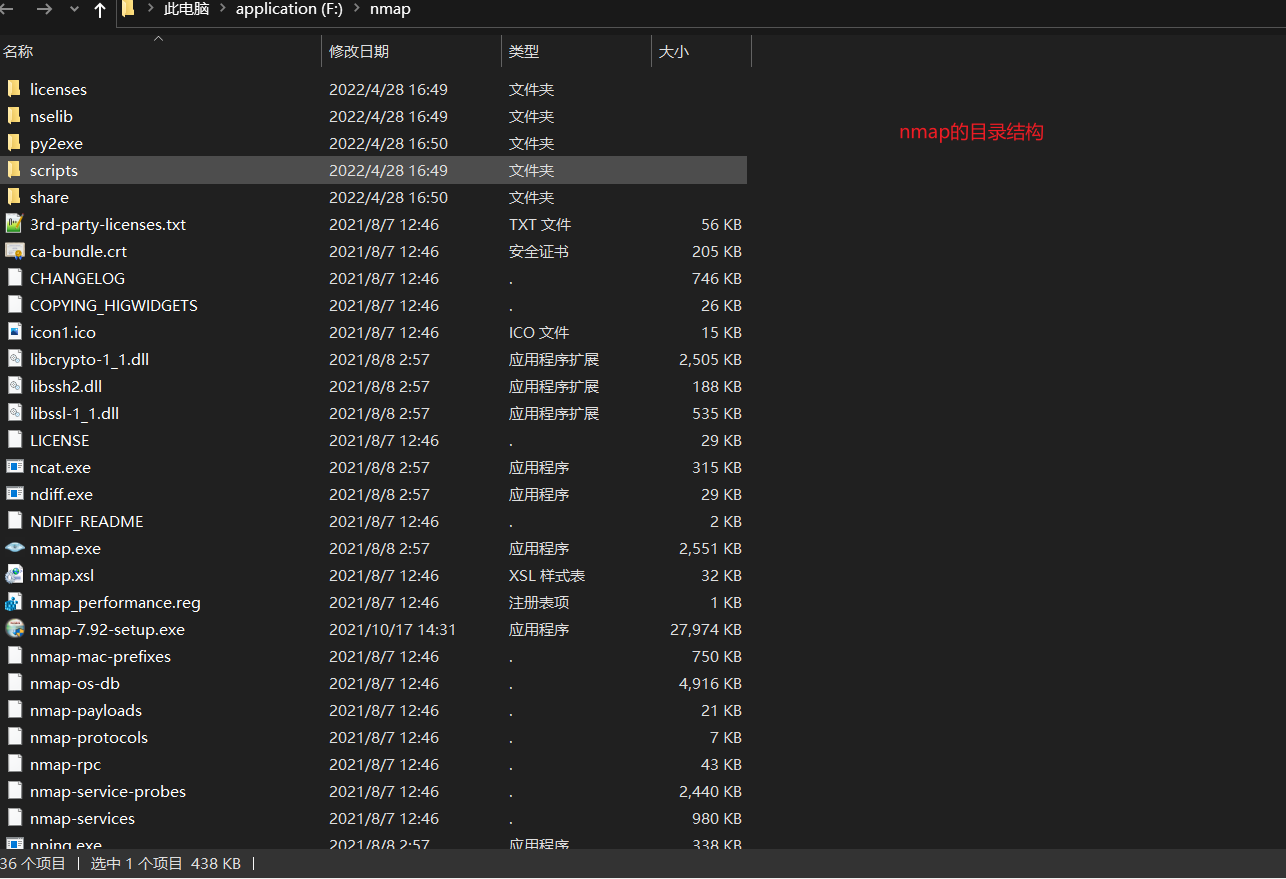 此电脑 application (F:) nmap
名称 修改日期 类型 大小
licenses 2022/4/28 16:49 文件夹
nselib 2022/4/28 16:49 文件夹
nmap的目录结构
py2exe 2022/4/28 16:50 文件夹
scripts 2022/4/28 16:49 文件夹
share 2022/4/28 16:50 文件夹
3rd-party-licenses.txt 2021/8/7 12:46 TXT 文件 56 KB
ca-bundle.crt 2021/8/7 12:46 安全证书 205 KB
CHANGELOG 2021/8/7 12:46 . 746 KB
COPYING_HIGWIDGETS 2021/8/7 12:46 . 26 KB
icon1.ico 2021/8/7 12:46 ICO 文件 15 KB
libcrypto-1_1.dll 2021/8/8 2:57 应用程序扩展 2,505 KB
libssh2.dll 2021/8/8 2:57 应用程序扩展 188 KB
libssl-1_1.dll 2021/8/8 2:57 应用程序扩展 535 KB
LICENSE 2021/8/7 12:46 . 29 KB
ncat.exe 2021/8/8 2:57 应用程序 315 KB
ndiff.exe 2021/8/8 2:57 应用程序 29 KB
NDIFF_README 2021/8/7 12:46 . 2 KB
nmap.exe 2021/8/8 2:57 应用程序 2,551 KB
nmap.xsl 2021/8/7 12:46 XSL 样式表 32 KB
nmap_performance.reg 2021/8/7 12:46 注册表项 1 KB
nmap-7.92-setup.exe 2021/10/17 14:31 应用程序 27,974 KB
nmap-mac-prefixes 2021/8/7 12:46 . 750 KB
nmap-os-db 2021/8/7 12:46 . 4,916 KB
nmap-payloads 2021/8/7 12:46 . 21 KB
nmap-protocols 2021/8/7 12:46 . 7 KB
nmap-rpc 2021/8/7 12:46 . 43 KB
nmap-service-probes 2021/8/7 12:46 . 2,440 KB
nmap-services 2021/8/7 12:46 . 980 KB
nping.exe 2021/8/8 2:57 应用程序 338 KB
36 个项目 选中 1 个项目 438 KB